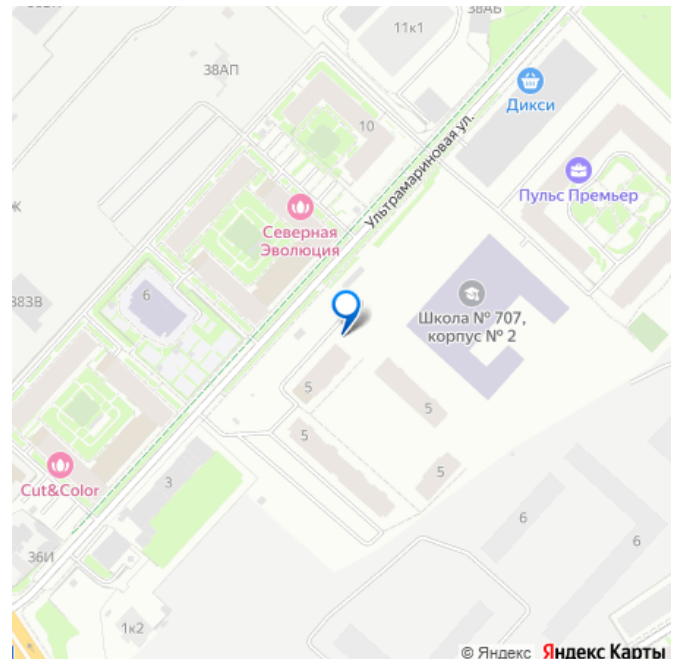 38АБ
11к1
38АП
Дикси
10
Ультрамариновая ул.
Пульс Премьер
Северная
Эволюция
Ж
6
383В
Школа № 707,
корпус № 2
5
5
5
5
Cut&Color
3
6
6
36И
1к2
© Яндекс Яндекс Карты